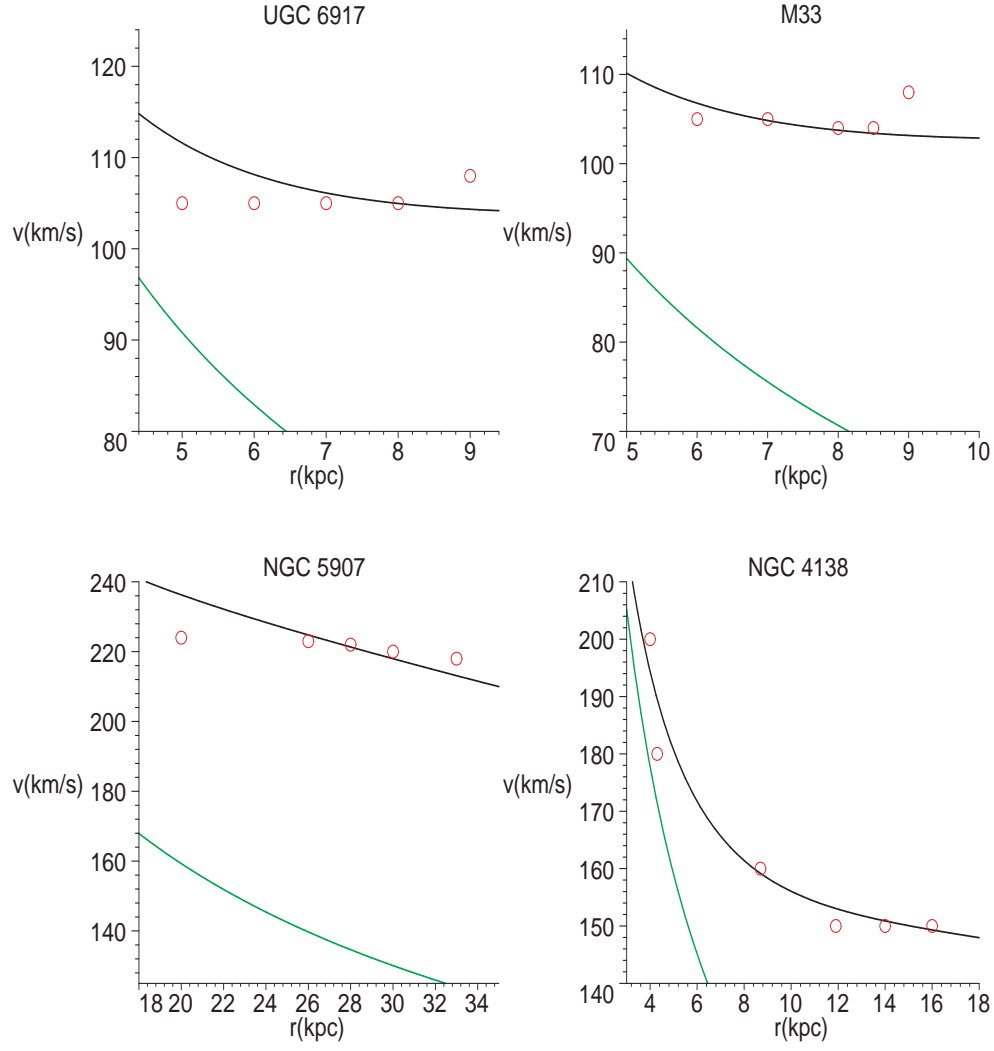 UGC 6917
120
110
v(km/s)
100
90
80
5 6 7 8 9
r(kpc)
M33
110
100
v(km/s)
90
80
70
5 6 7 8 9 10
r(kpc)
NGC 5907
240
220
200
v(km/s)
180
160
140
18 20 22 24 26 28 30 32 34
r(kpc)
NGC 4138
210
200
190
180
v(km/s)
170
160
150
140
4 6 8 10 12 14 16 18
r(kpc)